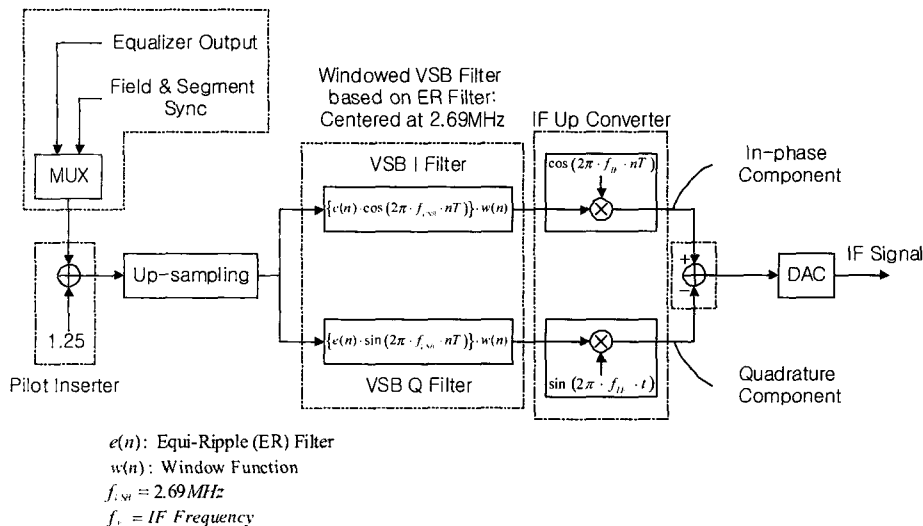 Equalizer Output
Field & Segment
Sync
MUX
1.25
Pilot Inserter
Up-sampling
Windowed VSB Filter
based on ER Filter:
Centered at 2.69MHz
VSB I Filter
{e(n)·cos(2π·f_VSB·nT)}·w(n)
{e(n)·sin(2π·f_VSB·nT)}·w(n)
VSB Q Filter
IF Up Converter
cos(2π·f_IF·nT)
sin(2π·f_IF·t)
In-phase
Component
+
−
DAC
IF Signal
Quadrature
Component
e(n): Equi-Ripple (ER) Filter
w(n): Window Function
f_VSB = 2.69MHz
f_IF = IF Frequency